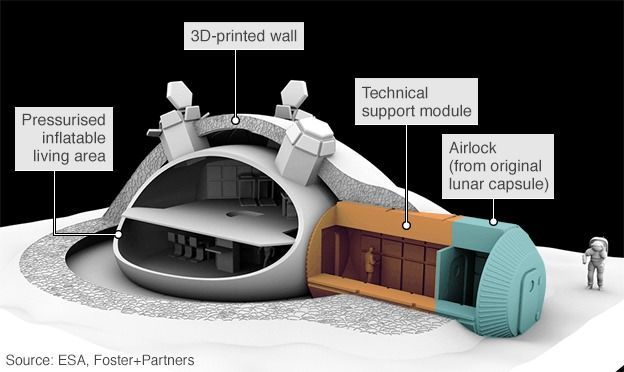 3D-printed wall
Technical
support module
Pressurised
inflatable
living area
Airlock
(from original
lunar capsule)
Source: ESA, Foster+Partners